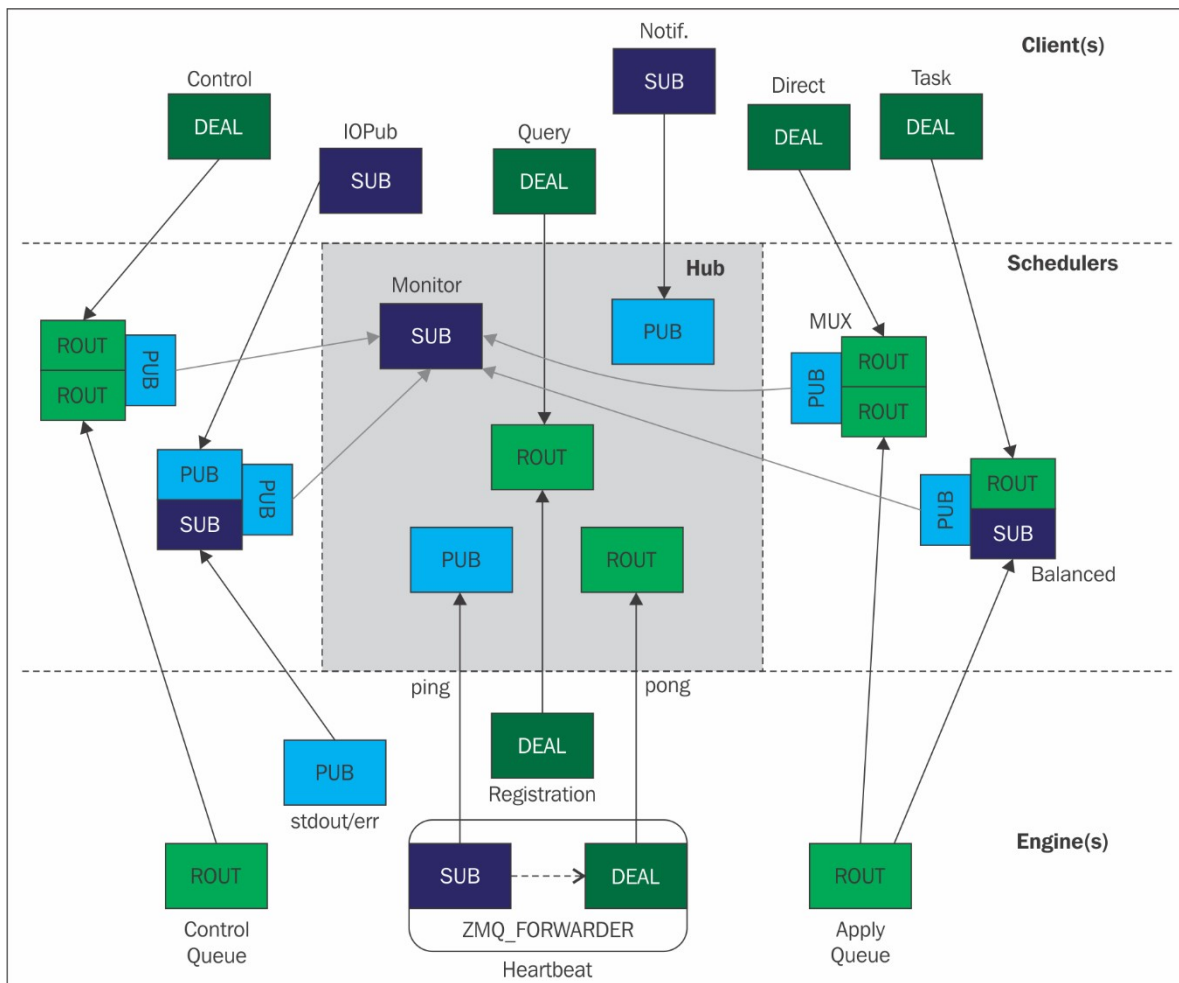 Notif.
Client(s)
SUB
Control
DEAL
IOPub
SUB
Query
DEAL
Direct
DEAL
Task
DEAL
Hub
Schedulers
Monitor
SUB
PUB
MUX
ROUT
ROUT
PUB
PUB
ROUT
ROUT
ROUT
PUB
SUB
PUB
PUB
ROUT
SUB
Balanced
PUB
ROUT
ping
pong
DEAL
Registration
PUB
stdout/err
Engine(s)
ROUT
Control
Queue
SUB
DEAL
ZMQ_FORWARDER
Heartbeat
ROUT
Apply
Queue